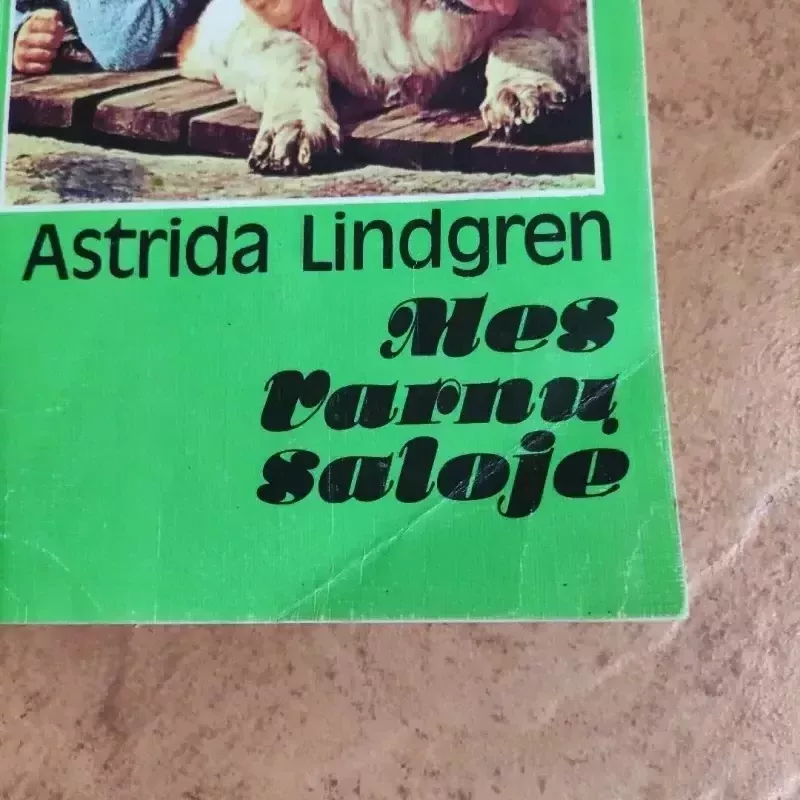 Astrida Lindgren
Mes
Varnų
saloje